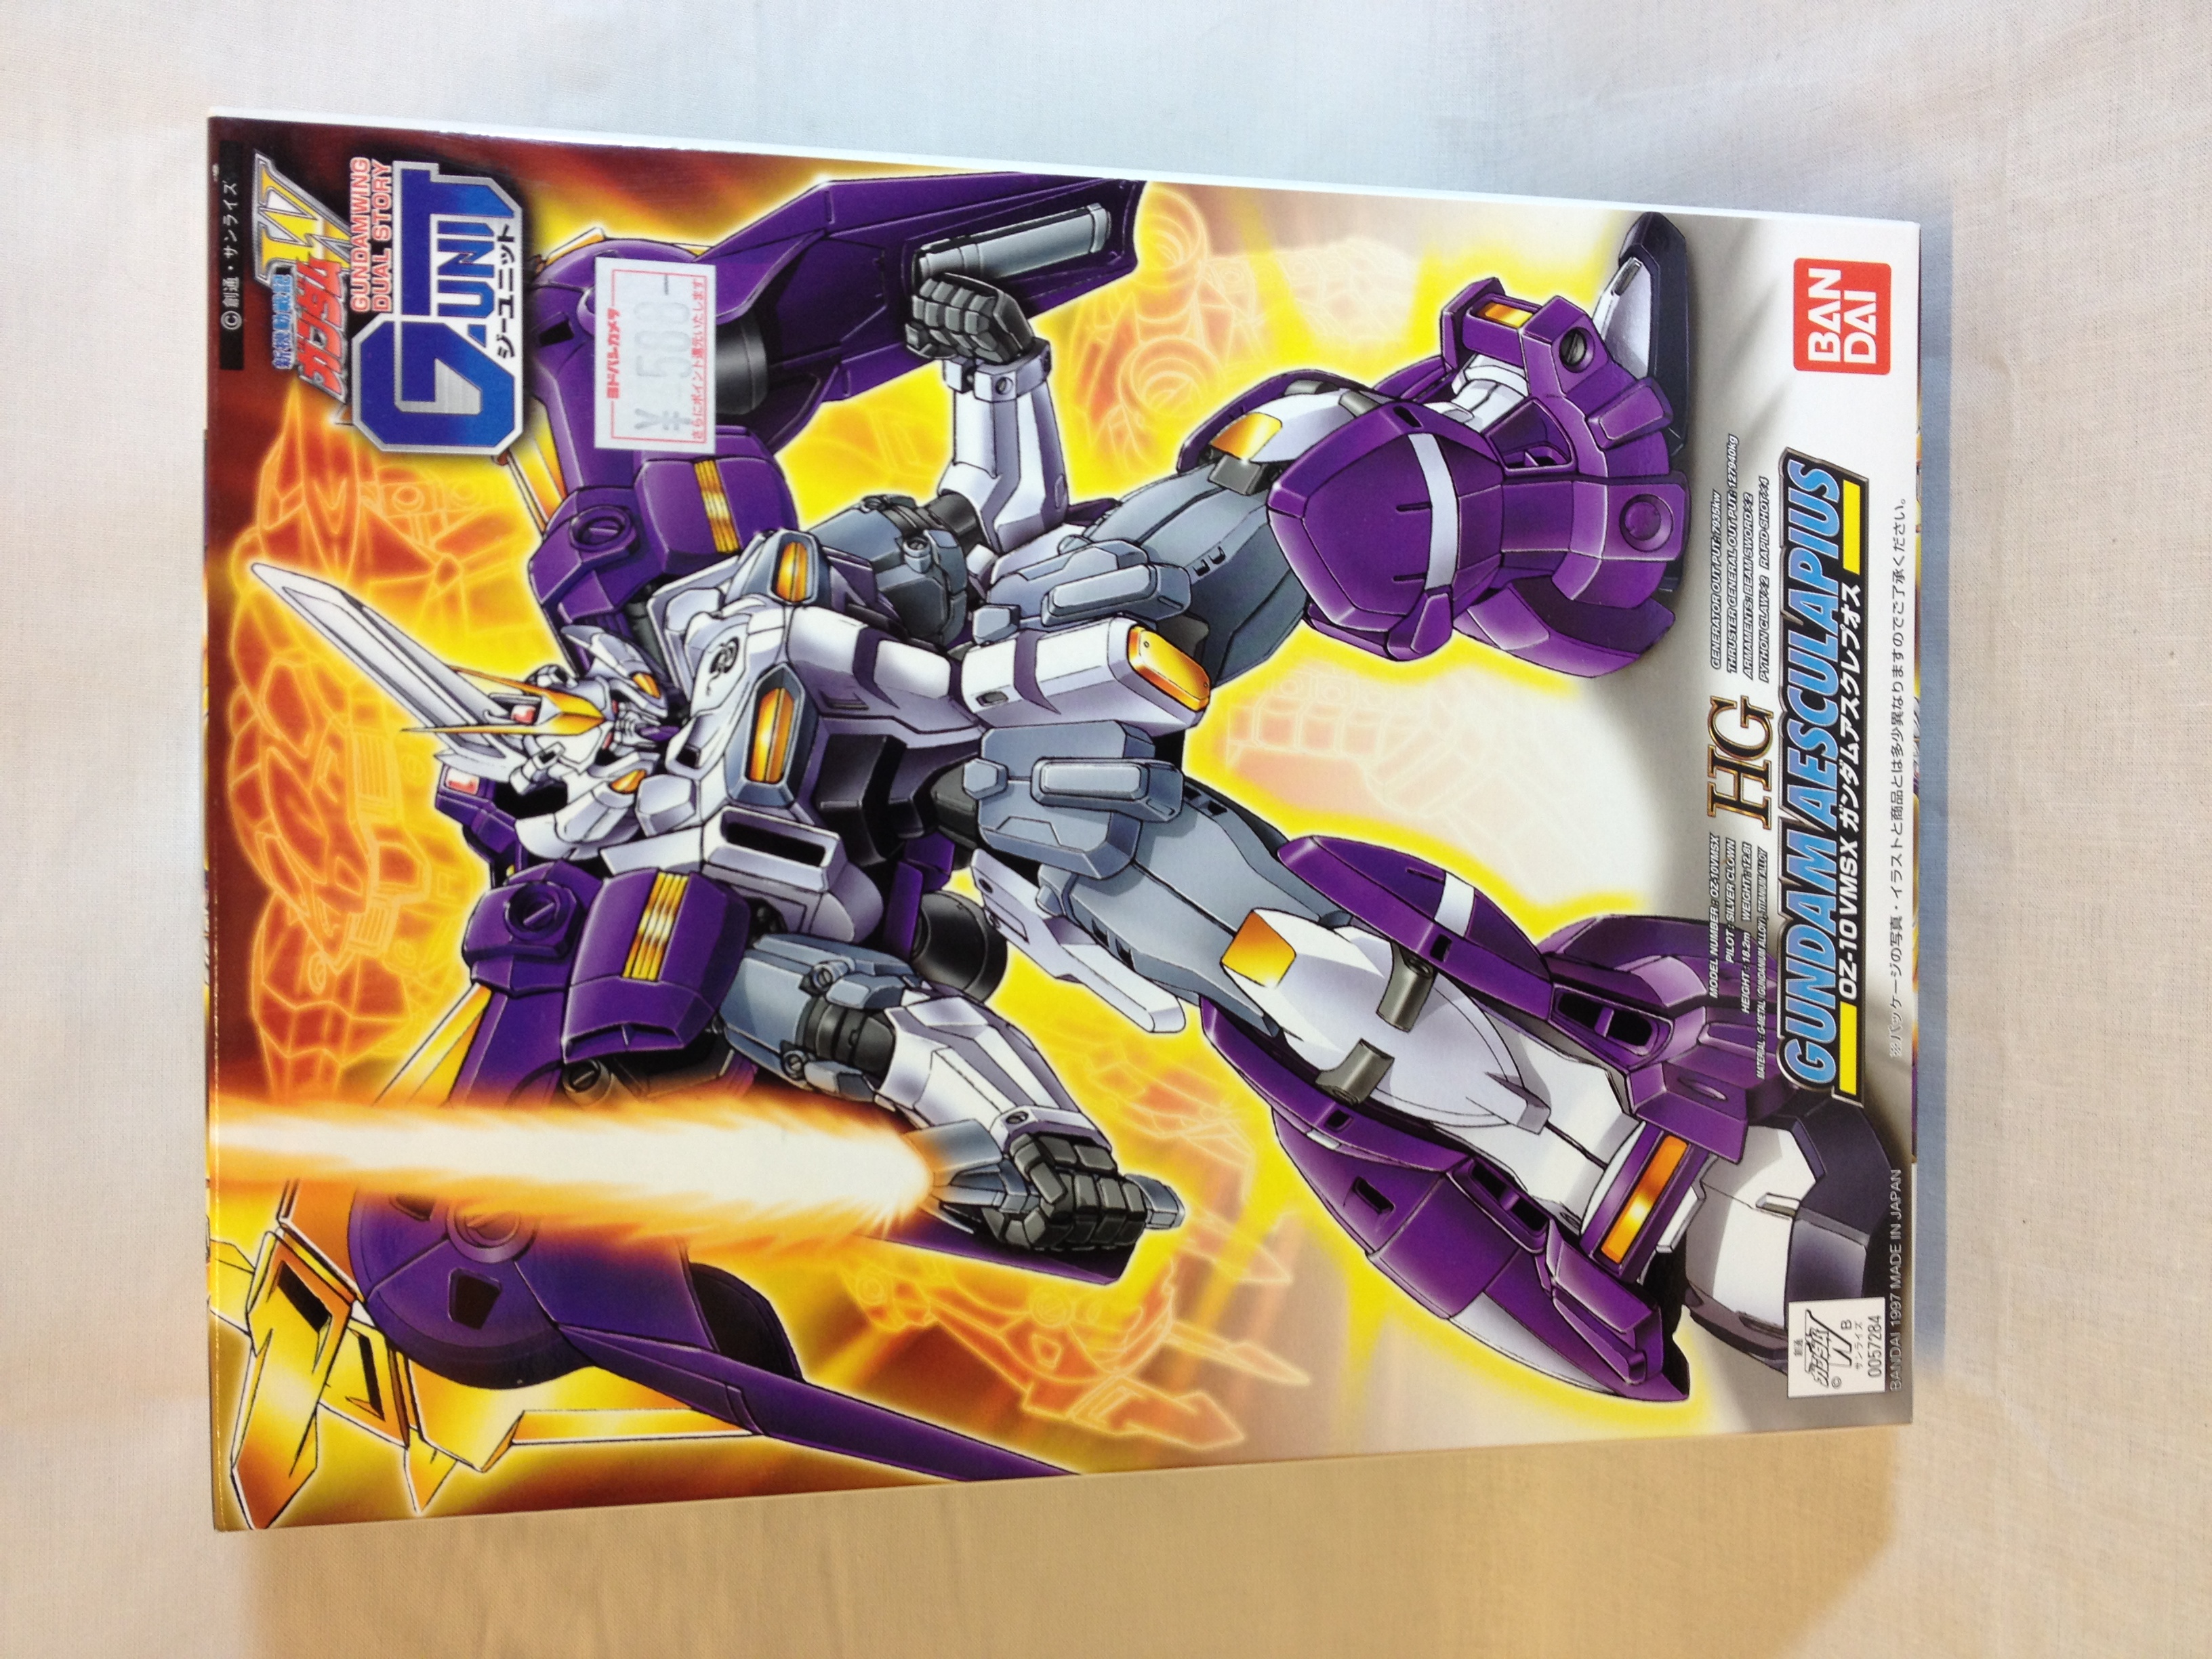 ©創通・サンライズ
新機動戦記
ガンダムW
GUNDAMWING
DUAL STORY
G-UNIT
ジーユニット
ヨドバシカメラ
¥ 588-
さらにポイント還元いたします
MODEL NUMBER : OZ-10VMSX
PILOT : SILVER CLOWN
HEIGHT : 18.2m WEIGHT : 12.8t
MATERIAL : G-METAL (GUNDANIUM ALLOY), TITANIUM ALLOY
HG
GENERATOR OUT PUT: 7935kw
THRUSTER GENERAL OUT PUT: 127940kg
ARMAMENTS: BEAM SWORD×2
PYTHON CLAW×2 RAPID SHOT×4
GUNDAM AESCULAPIUS
OZ-10VMSX ガンダムアスクレプオス
BAN
DAI
創通
ガンダムW
© B
サンライズ
0057284
BANDAI 1997 MADE IN JAPAN
※パッケージの写真・イラストと商品とは多少異なりますのでご了承ください。